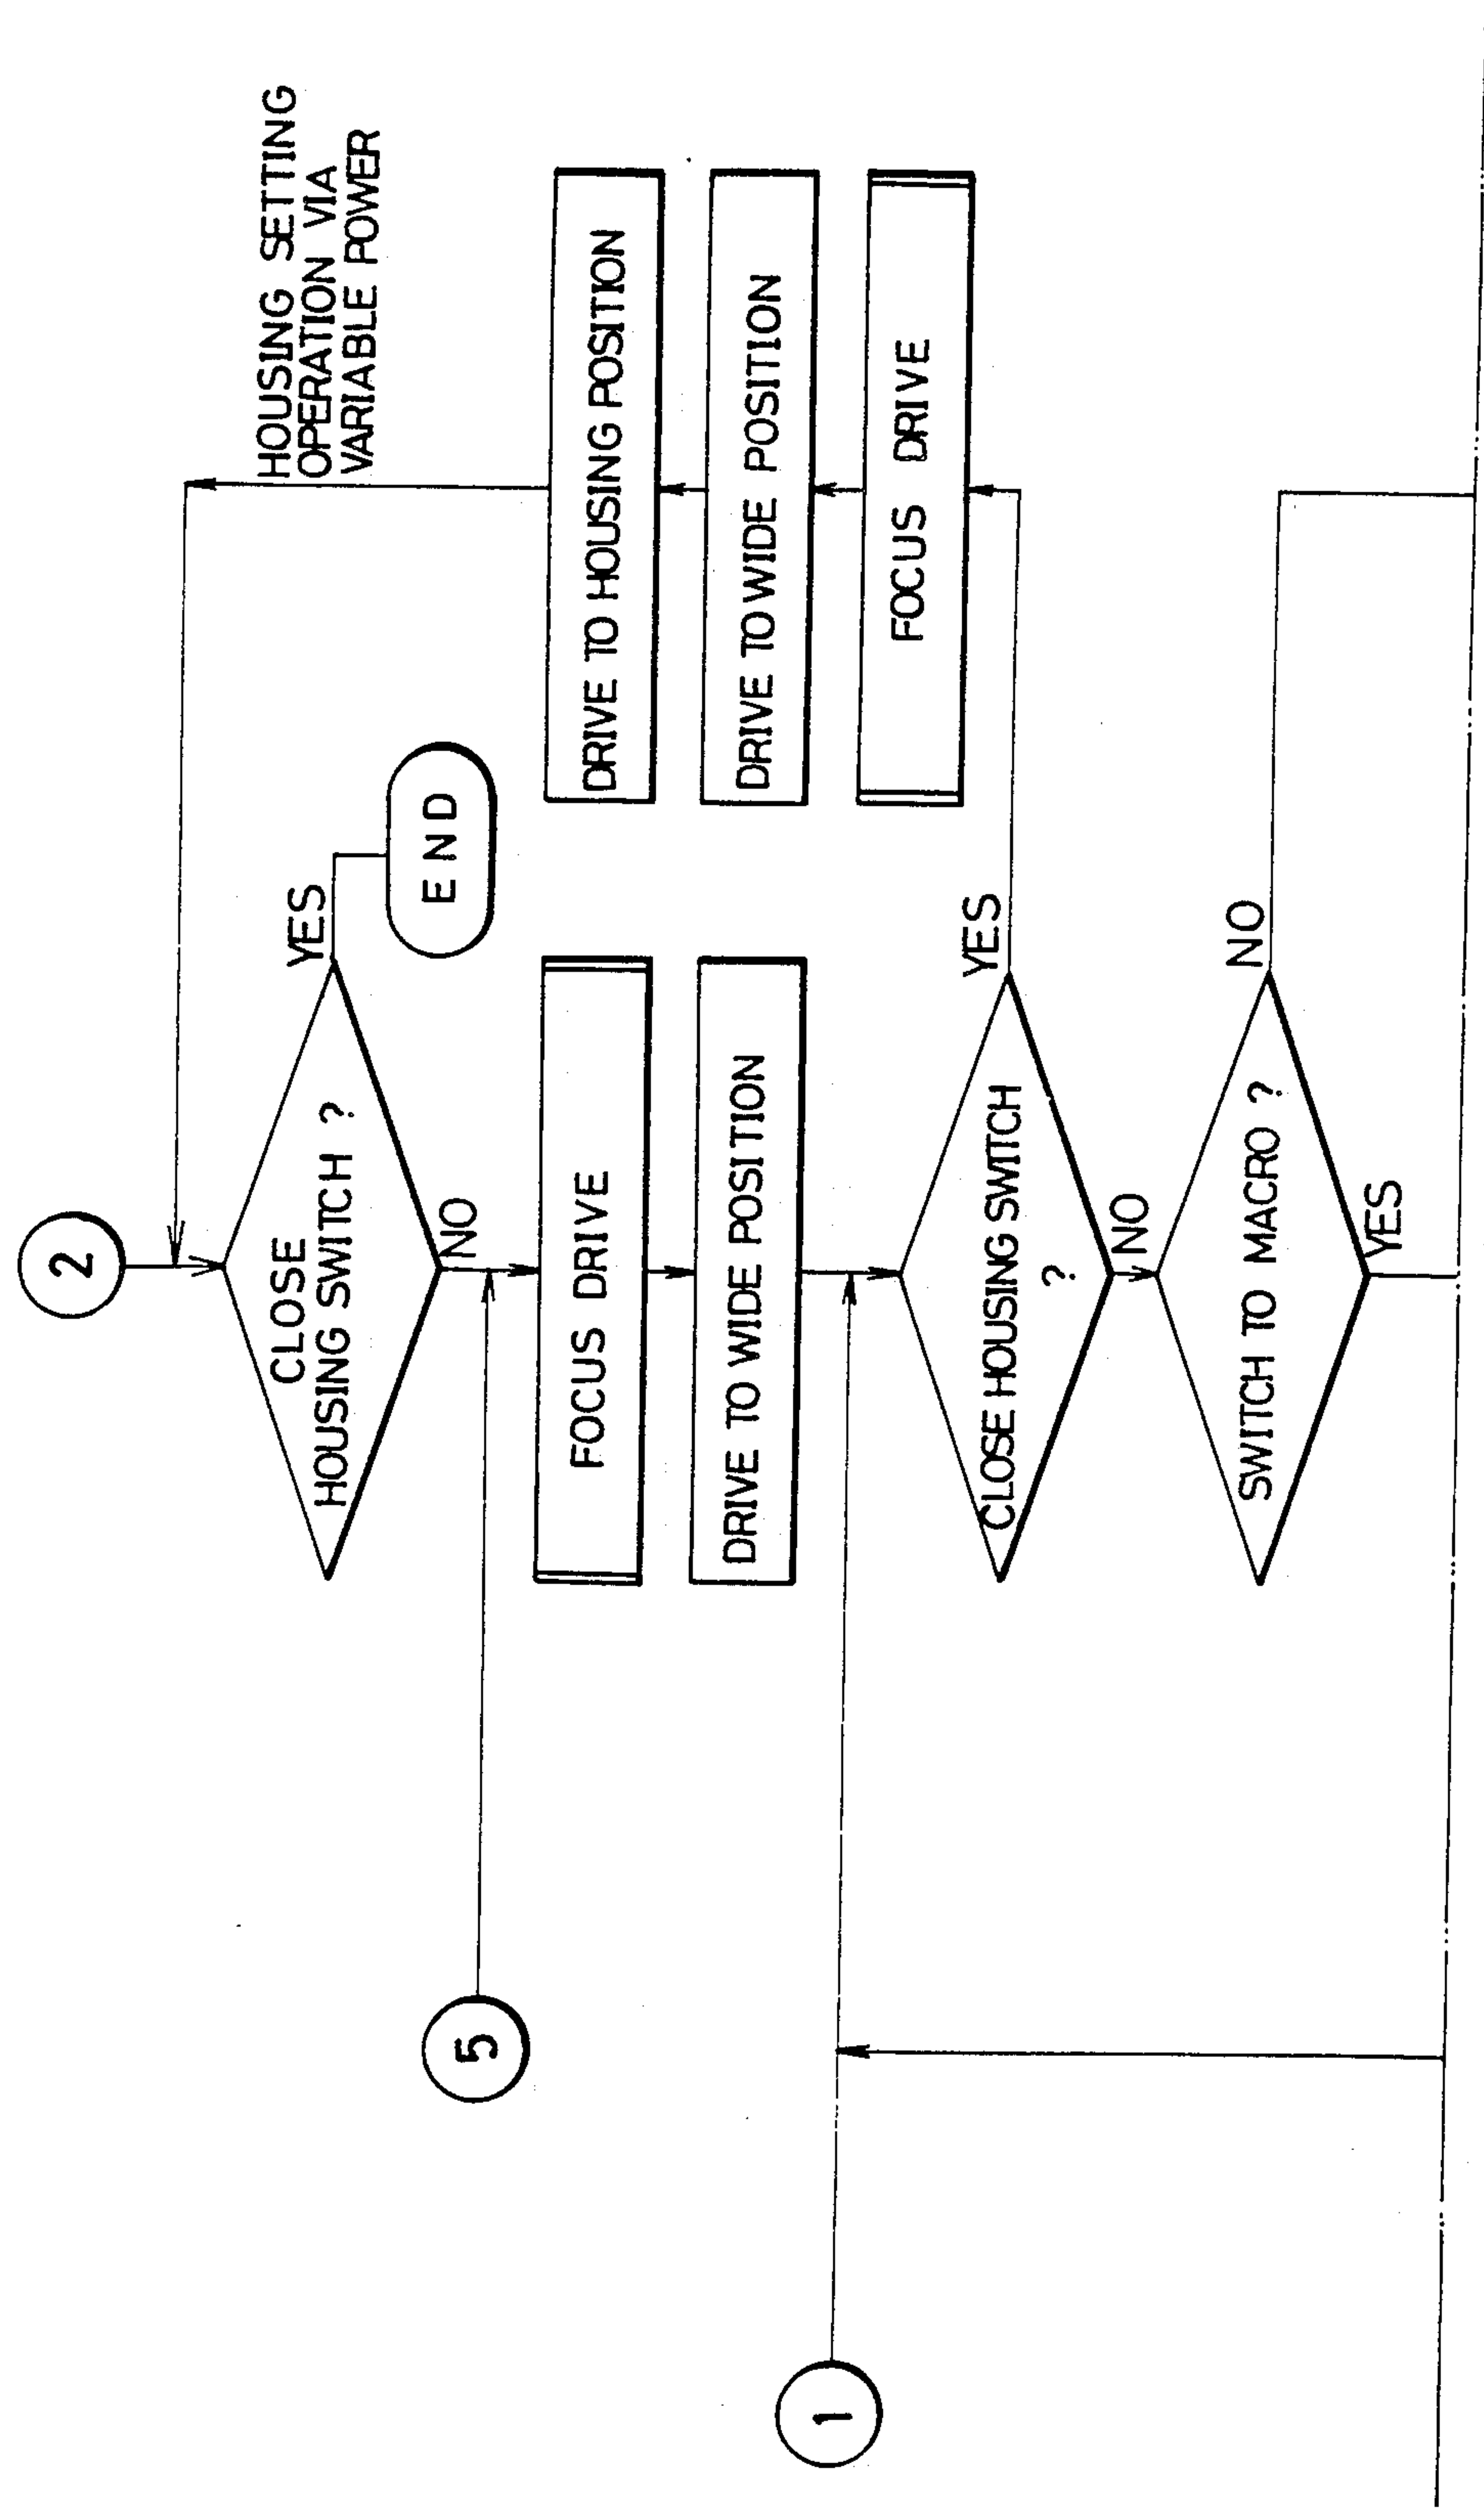 2
CLOSE
HOUSING SWITCH ?
YES
END
NO
5
FOCUS DRIVE
DRIVE TO WIDE POSITION
1
CLOSE HOUSING SWITCH
?
YES
NO
SWITCH TO MACRO ?
NO
YES
HOUSING SETTING
OPERATION VIA
VARIABLE POWER
DRIVE TO HOUSING POSITION
DRIVE TO WIDE POSITION
FOCUS DRIVE